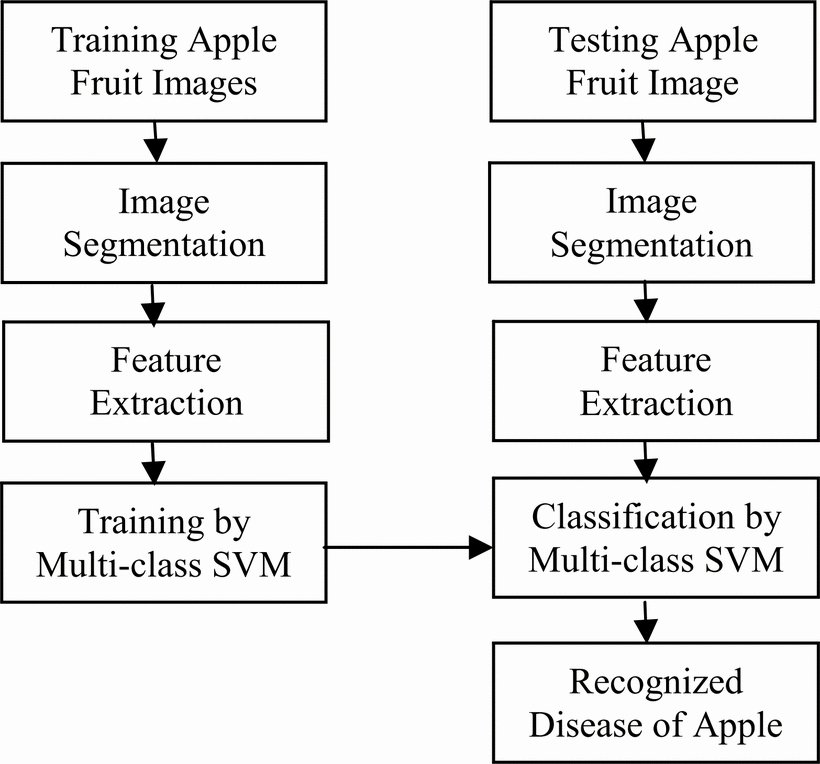 Training Apple
Fruit Images
Image
Segmentation
Feature
Extraction
Training by
Multi-class SVM
Testing Apple
Fruit Image
Image
Segmentation
Feature
Extraction
Classification by
Multi-class SVM
Recognized
Disease of Apple